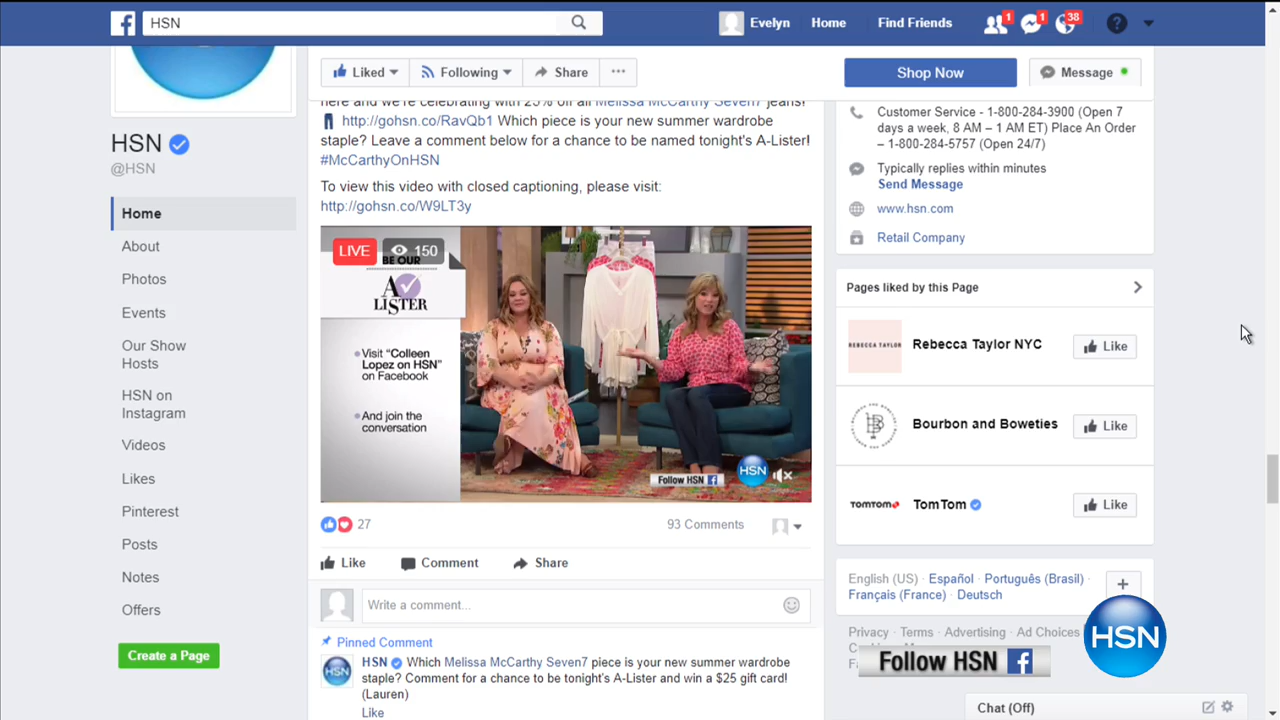 HSN
Evelyn
Home
Find Friends
1
1
38
?
Liked
Following
Share
Shop Now
Message
HSN
@HSN
Home
About
Photos
Events
Our Show
Hosts
HSN on
Instagram
Videos
Likes
Pinterest
Posts
Notes
Offers
Create a Page
here and we're celebrating with 25% off all Melissa McCarthy Seven7 jeans!
http://gohsn.co/RavQb1 Which piece is your new summer wardrobe
staple? Leave a comment below for a chance to be named tonight's A-Lister!
#McCarthyOnHSN
To view this video with closed captioning, please visit:
http://gohsn.co/W9LT3y
LIVE
150
BE OUR
A
LISTER
• Visit "Colleen
Lopez on HSN"
on Facebook
• And join the
conversation
Follow HSN f
HSN
27
93 Comments
Like
Comment
Share
Write a comment...
Pinned Comment
HSN Which Melissa McCarthy Seven7 piece is your new summer wardrobe
staple? Comment for a chance to be tonight's A-Lister and win a $25 gift card!
(Lauren)
Like
Customer Service - 1-800-284-3900 (Open 7
days a week, 8 AM – 1 AM ET) Place An Order
– 1-800-284-5757 (Open 24/7)
Typically replies within minutes
Send Message
www.hsn.com
Retail Company
Pages liked by this Page
REBECCA TAYLOR
Rebecca Taylor NYC
Like
Bourbon and Boweties
Like
TOMTOM
TomTom
Like
English (US) · Español · Português (Brasil) ·
Français (France) · Deutsch
Privacy · Terms · Advertising · Ad Choices
Follow HSN f
HSN
Chat (Off)